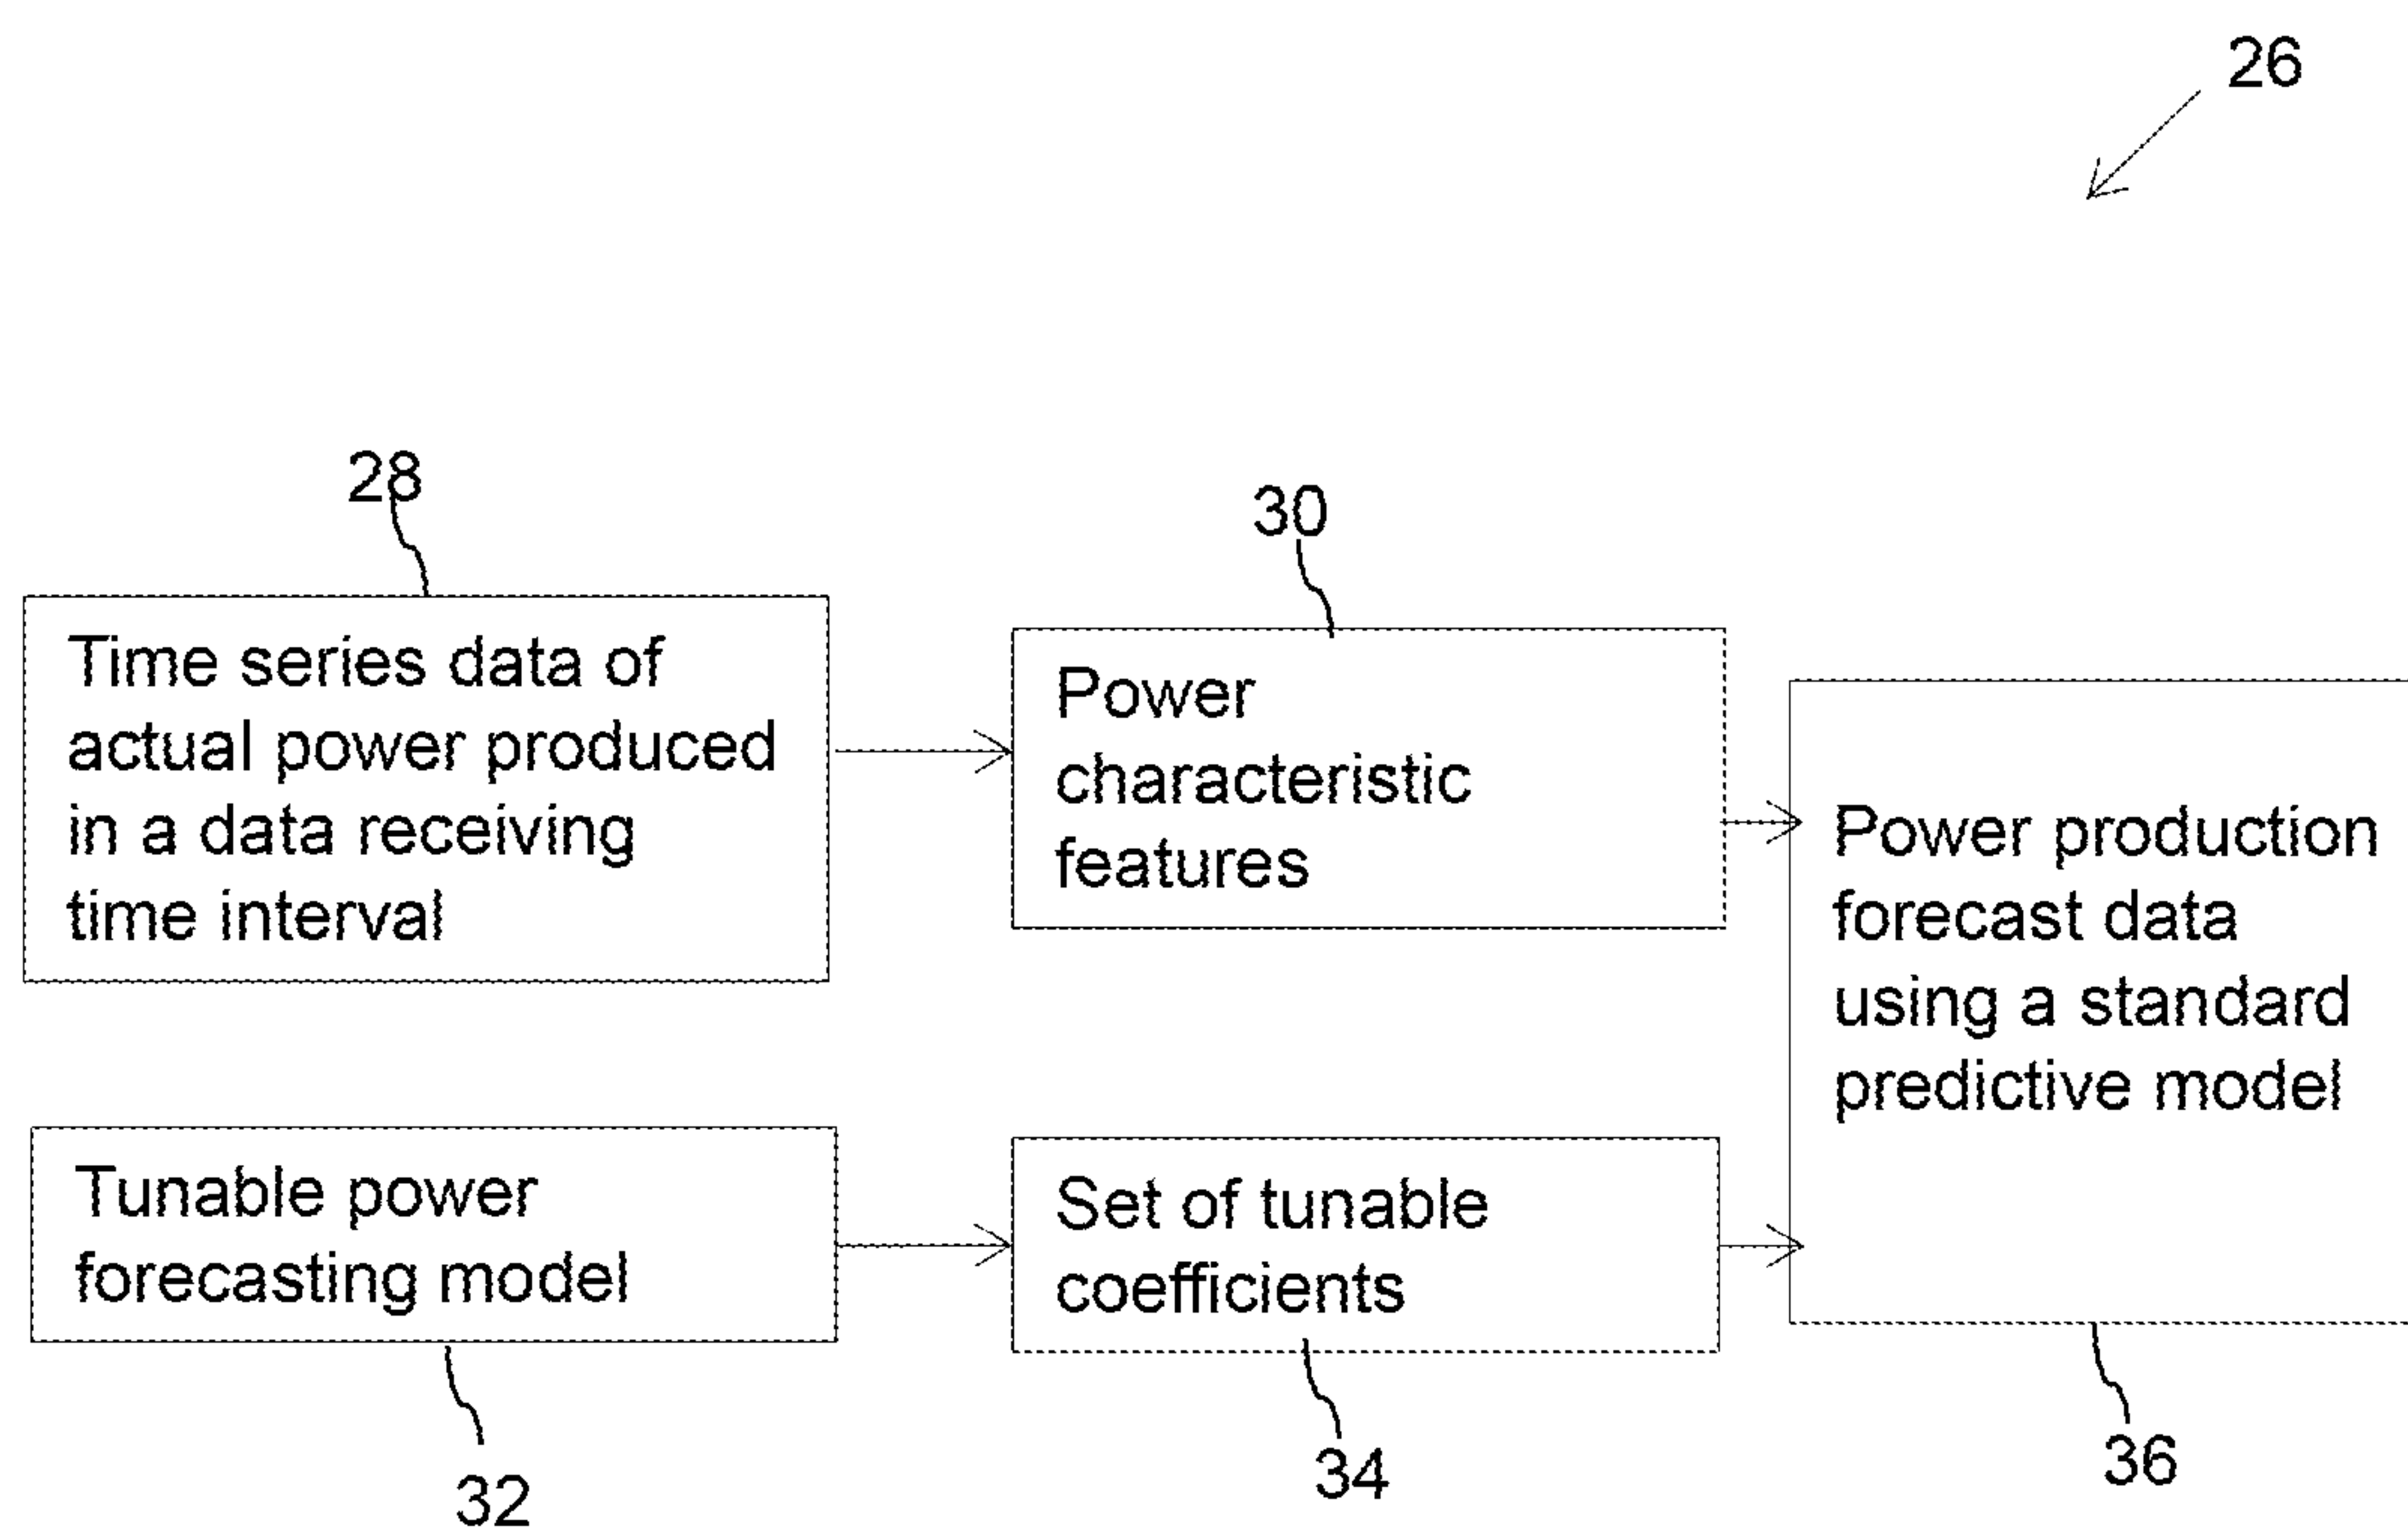 26
28
Time series data of
actual power produced
in a data receiving
time interval
30
Power
characteristic
features
Power production
forecast data
using a standard
predictive model
Tunable power
forecasting model
32
Set of tunable
coefficients
34
36